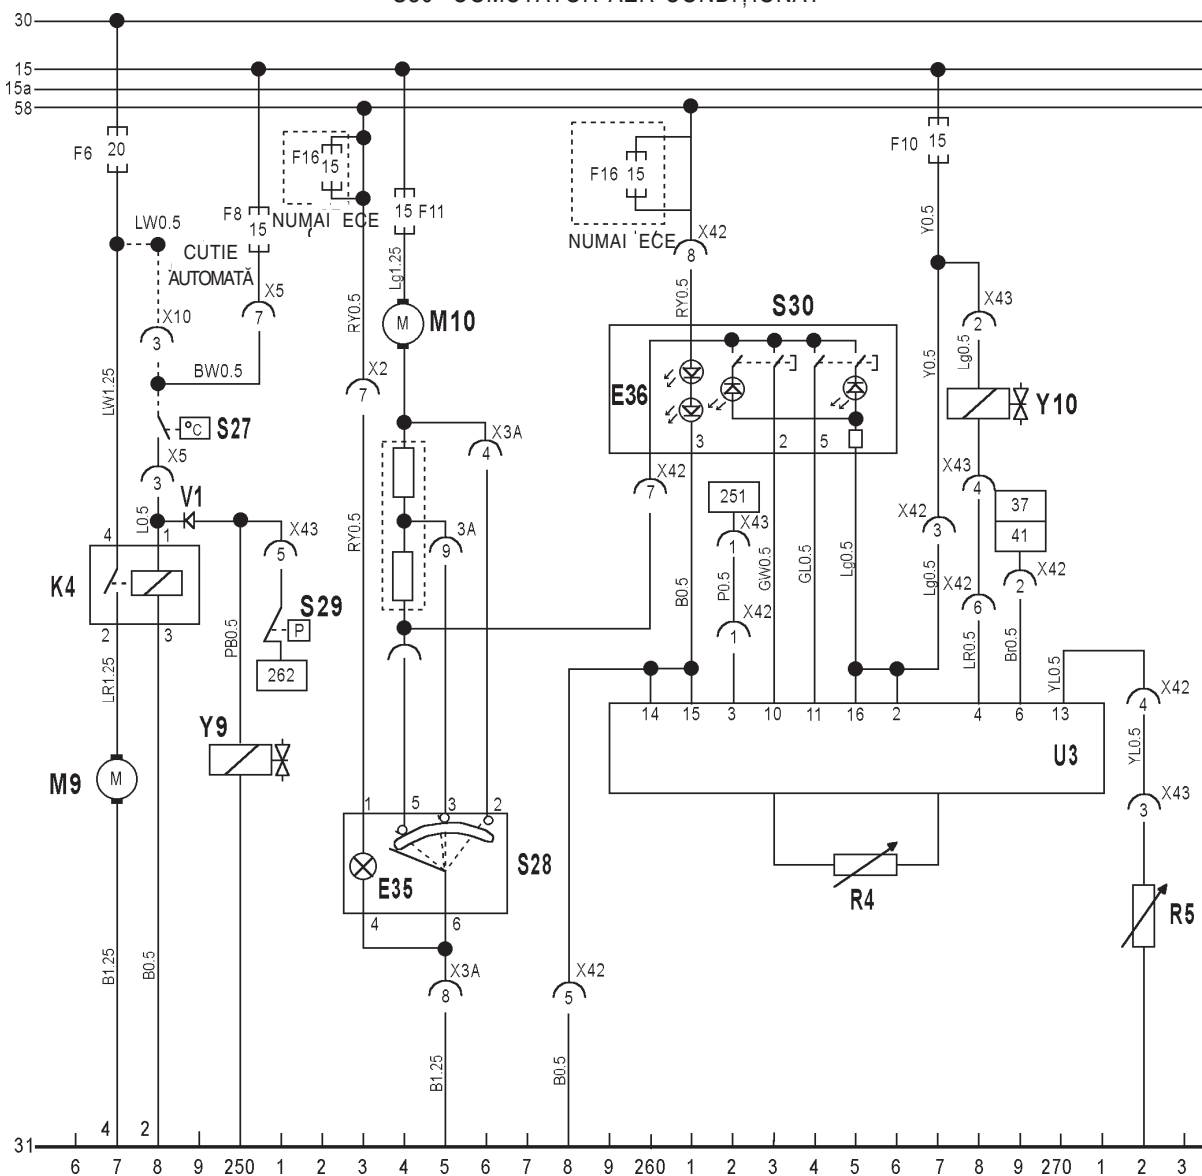 S30 COMUTATOR AER CONDIȚIONAT
30
15
15a
58
F6 20
F16 15
F16 15
F10 15
NUMAI ECE
15 F11
LW0.5
F8 15
CUTIE
AUTOMATĂ
NUMAI ECE
X42
8
Y0.5
X5
7
Lg1.25
RY0.5
RY0.5
S30
X43
2
X10
3
M M10
Lg0.5
Y0.5
BW0.5
X2
7
LW1.25
E36
Y10
°C S27
X3A
4
3 2 5
X5
3
X42
7
X43
4
V1
251
37
41
L0.5
X43
5
RY0.5
3A
9
X43
1
X42
3
X42
2
4 1
K4
B0.5
P0.5
GW0.5
GL0.5
Lg0.5
Lg0.5
X42
6
S29
P
X42
1
2 3
PB0.5
LR0.5
Br0.5
LR1.25
262
YL0.5
X42
4
14 15 3 10 11 16 2 4 6 13
Y9
U3
YL0.5
M9 M
X43
3
1 5 3 2
S28
E35
R4
R5
4 6
B1.25
B0.5
X3A
8
X42
5
B1.25
B0.5
4 2
31
6 7 8 9 250 1 2 3 4 5 6 7 8 9 260 1 2 3 4 5 6 7 8 9 270 1 2 3